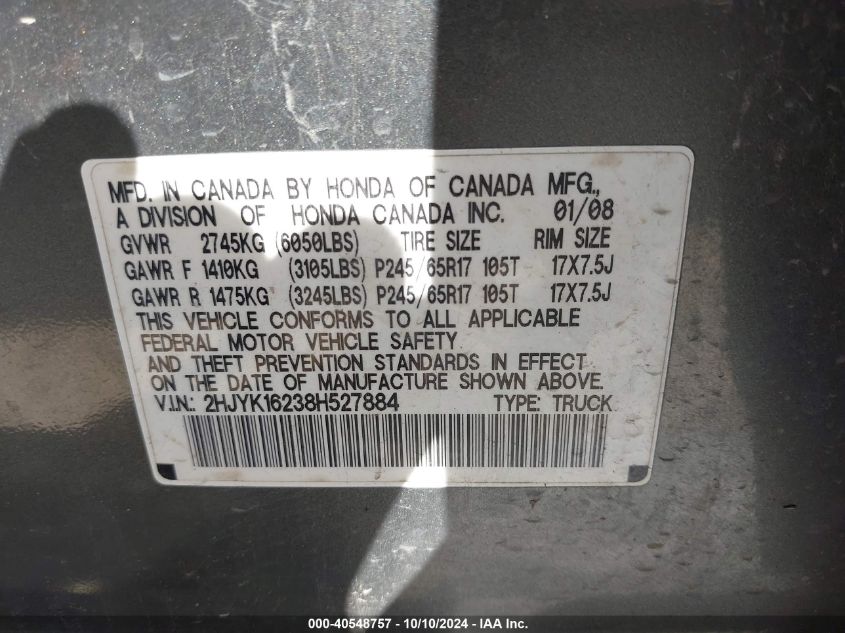 MFD. IN CANADA BY HONDA OF CANADA MFG.,
A DIVISION OF HONDA CANADA INC. 01/08
GVWR 2745KG (6050LBS) TIRE SIZE RIM SIZE
GAWR F 1410KG (3105LBS) P245/65R17 105T 17X7.5J
GAWR R 1475KG (3245LBS) P245/65R17 105T 17X7.5J
THIS VEHICLE CONFORMS TO ALL APPLICABLE
FEDERAL MOTOR VEHICLE SAFETY
AND THEFT PREVENTION STANDARDS IN EFFECT
ON THE DATE OF MANUFACTURE SHOWN ABOVE.
V.I.N.: 2HJYK16238H527884 TYPE: TRUCK
000-40548757 - 10/10/2024 - IAA Inc.